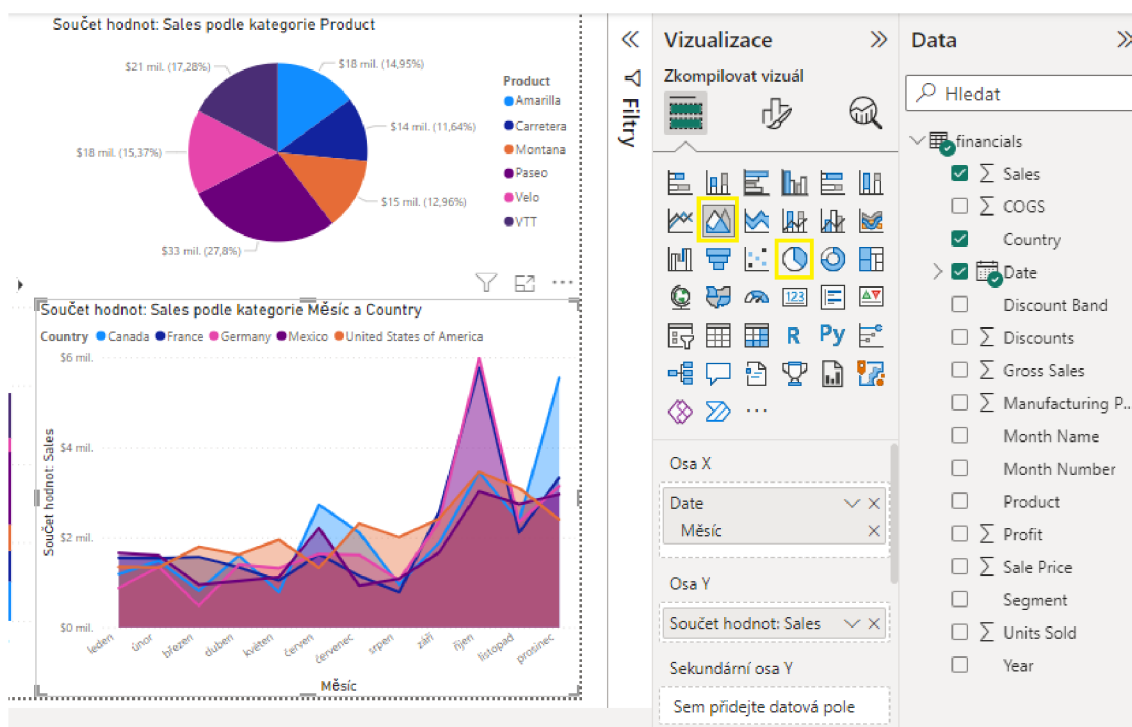 Součet hodnot: Sales podle kategorie Product
$21 mil. (17,28%)
$18 mil. (14,95%)
$14 mil. (11,64%)
$18 mil. (15,37%)
$15 mil. (12,96%)
$33 mil. (27,8%)
Product
Amarilla
Carretera
Montana
Paseo
Velo
VTT
Součet hodnot: Sales podle kategorie Měsíc a Country
Country Canada France Germany Mexico United States of America
$6 mil.
$4 mil.
$2 mil.
$0 mil.
Součet hodnot: Sales
leden
únor
březen
duben
květen
červen
červenec
srpen
září
říjen
listopad
prosinec
Měsíc
Filtry
Vizualizace
Zkompilovat vizuál
123
R
Py
Osa X
Date
Měsíc
Osa Y
Součet hodnot: Sales
Sekundární osa Y
Sem přidejte datová pole
Data
Hledat
financials
Sales
COGS
Country
Date
Discount Band
Discounts
Gross Sales
Manufacturing P...
Month Name
Month Number
Product
Profit
Sale Price
Segment
Units Sold
Year